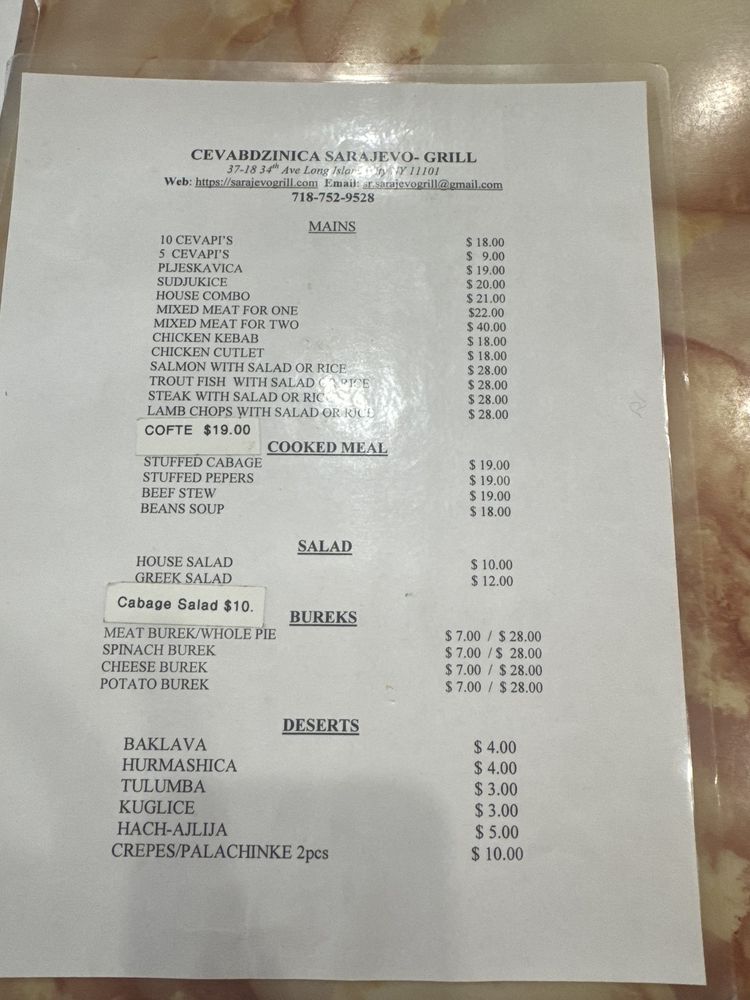 CEVABDZINICA SARAJEVO- GRILL
37-18 34th Ave Long Island City NY 11101
Web: https://sarajevogrill.com Email: sr.sarajevogrill@gmail.com
718-752-9528
MAINS
10 CEVAPI'S $ 18.00
5 CEVAPI'S $ 9.00
PLJESKAVICA $ 19.00
SUDJUKICE $ 20.00
HOUSE COMBO $ 21.00
MIXED MEAT FOR ONE $22.00
MIXED MEAT FOR TWO $ 40.00
CHICKEN KEBAB $ 18.00
CHICKEN CUTLET $ 18.00
SALMON WITH SALAD OR RICE $ 28.00
TROUT FISH WITH SALAD OR RICE $ 28.00
STEAK WITH SALAD OR RICE $ 28.00
LAMB CHOPS WITH SALAD OR RICE $ 28.00
COFTE $19.00
COOKED MEAL
STUFFED CABAGE $ 19.00
STUFFED PEPERS $ 19.00
BEEF STEW $ 19.00
BEANS SOUP $ 18.00
SALAD
HOUSE SALAD $ 10.00
GREEK SALAD $ 12.00
Cabage Salad $10.
BUREKS
MEAT BUREK/WHOLE PIE $ 7.00 / $ 28.00
SPINACH BUREK $ 7.00 / $ 28.00
CHEESE BUREK $ 7.00 / $ 28.00
POTATO BUREK $ 7.00 / $ 28.00
DESERTS
BAKLAVA $ 4.00
HURMASHICA $ 4.00
TULUMBA $ 3.00
KUGLICE $ 3.00
HACH-AJLIJA $ 5.00
CREPES/PALACHINKE 2pcs $ 10.00